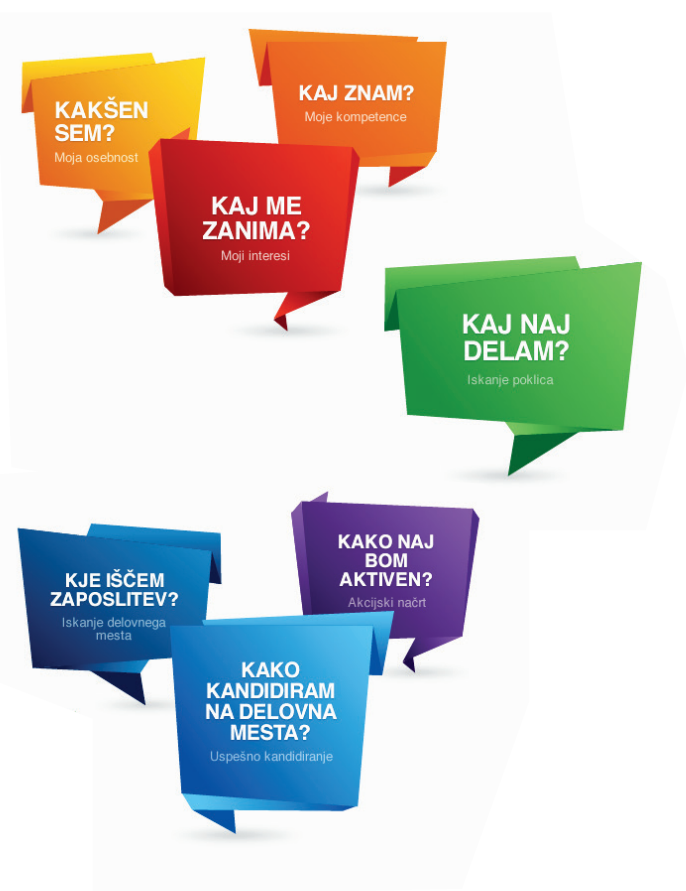 KAKŠEN
SEM?
Moja osebnost
KAJ ZNAM?
Moje kompetence
KAJ ME
ZANIMA?
Moji interesi
KAJ NAJ
DELAM?
Iskanje poklica
KJE IŠČEM
ZAPOSLITEV?
Iskanje delovnega
mesta
KAKO NAJ
BOM
AKTIVEN?
Akcijski načrt
KAKO
KANDIDIRAM
NA DELOVNA
MESTA?
Uspešno kandidiranje